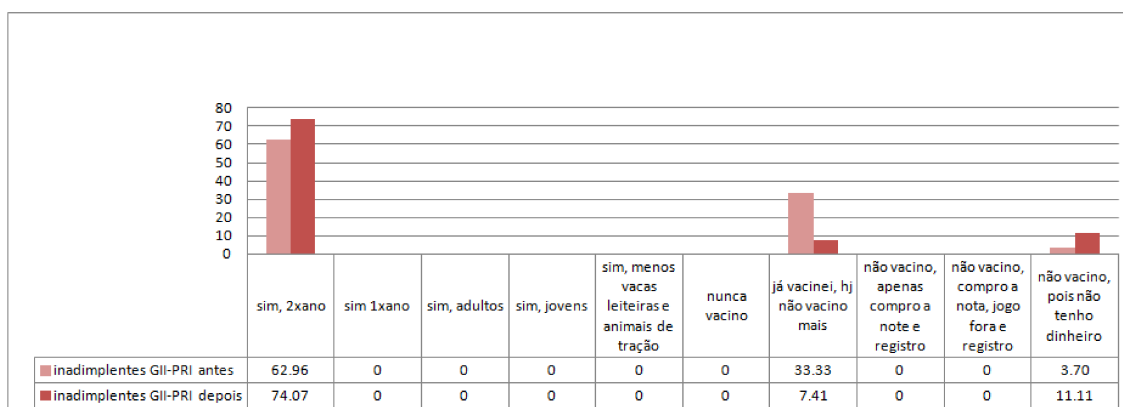 80
70
60
50
40
30
20
10
0
sim, 2xano
sim 1xano
sim, adultos
sim, jovens
sim, menos
vacas
leiteiras e
animais de
tração
nunca
vacino
já vacinei, hj
não vacino
mais
não vacino,
apenas
compro a
note e
registro
não vacino,
compro a
nota, jogo
fora e
registro
não vacino,
pois não
tenho
dinheiro
inadimplentes GII-PRI antes 62.96 0 0 0 0 0 33.33 0 0 3.70
inadimplentes GII-PRI depois 74.07 0 0 0 0 0 7.41 0 0 11.11